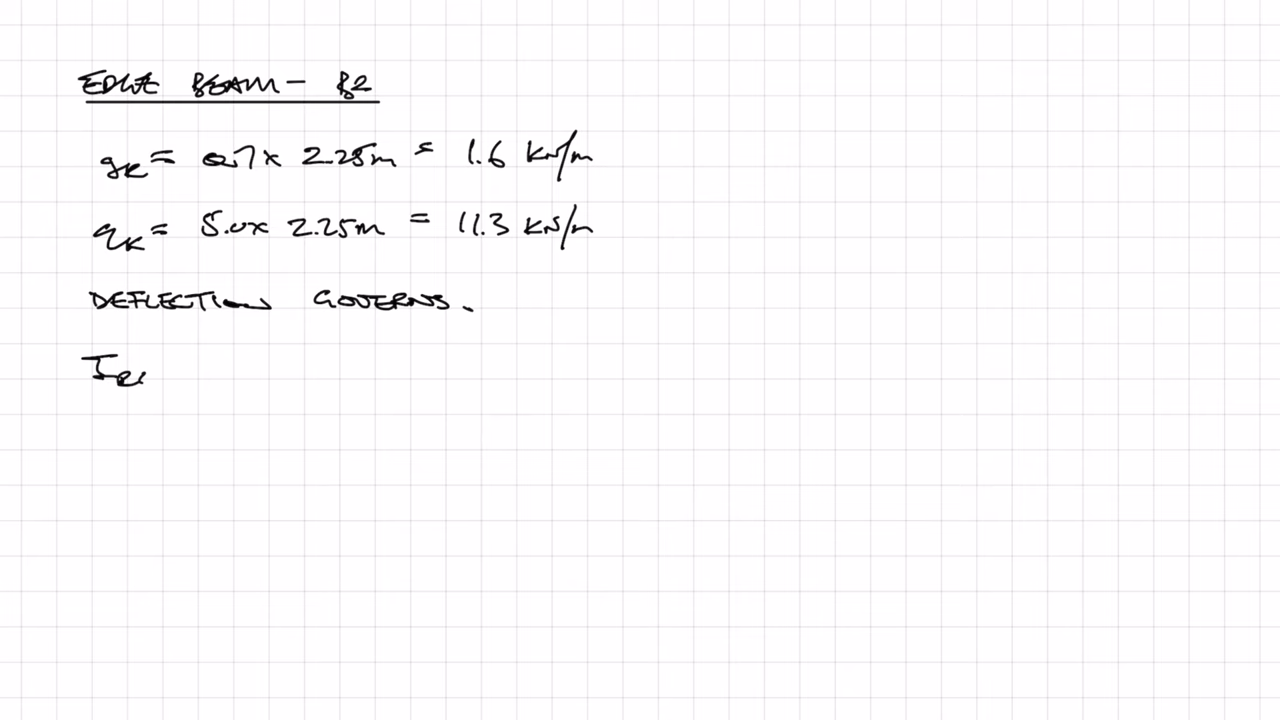 EDGE BEAM - B2
gk = 0.7 x 2.25m = 1.6 kN/m
qk = 5.0 x 2.25m = 11.3 kN/m
DEFLECTION GOVERNS.